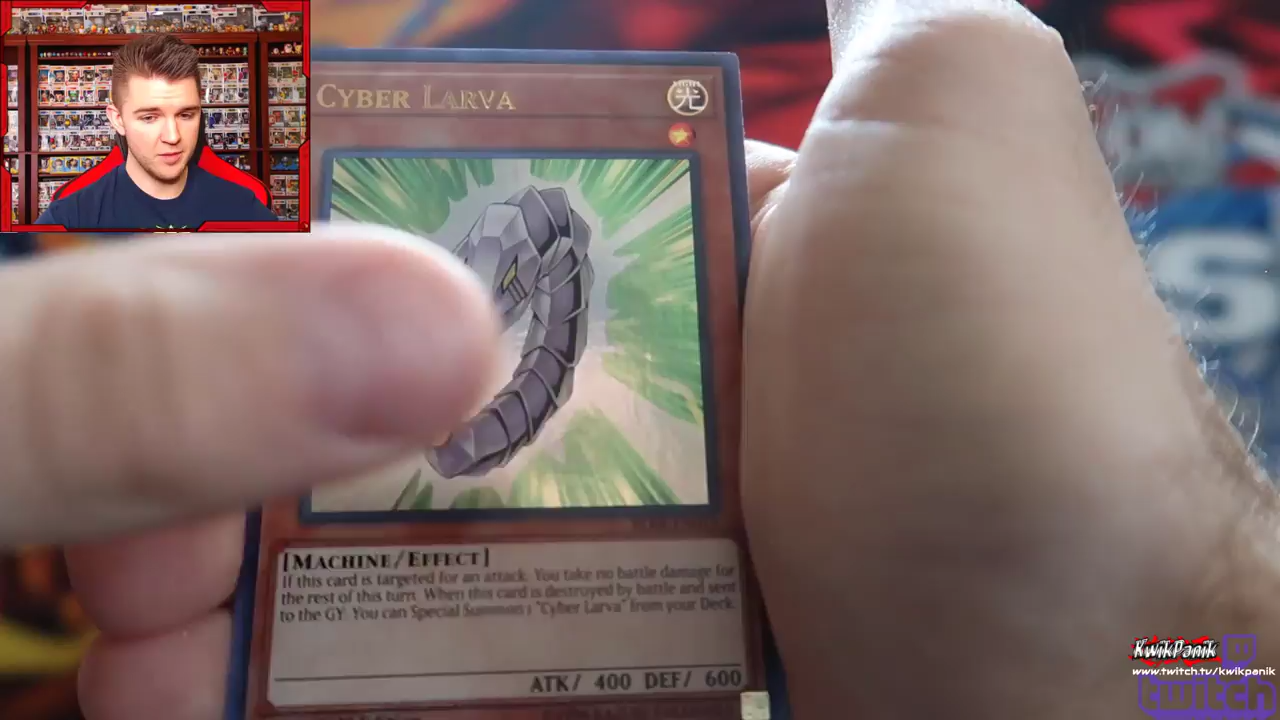 CYBER LARVA
光
[MACHINE/EFFECT]
If this card is targeted for an attack: You take no battle damage for
the rest of this turn. When this card is destroyed by battle and sent
to the GY: You can Special Summon 1 "Cyber Larva" from your Deck.
ATK/ 400 DEF/ 600
S
KwikPanik
www.twitch.tv/kwikpanik
twitch